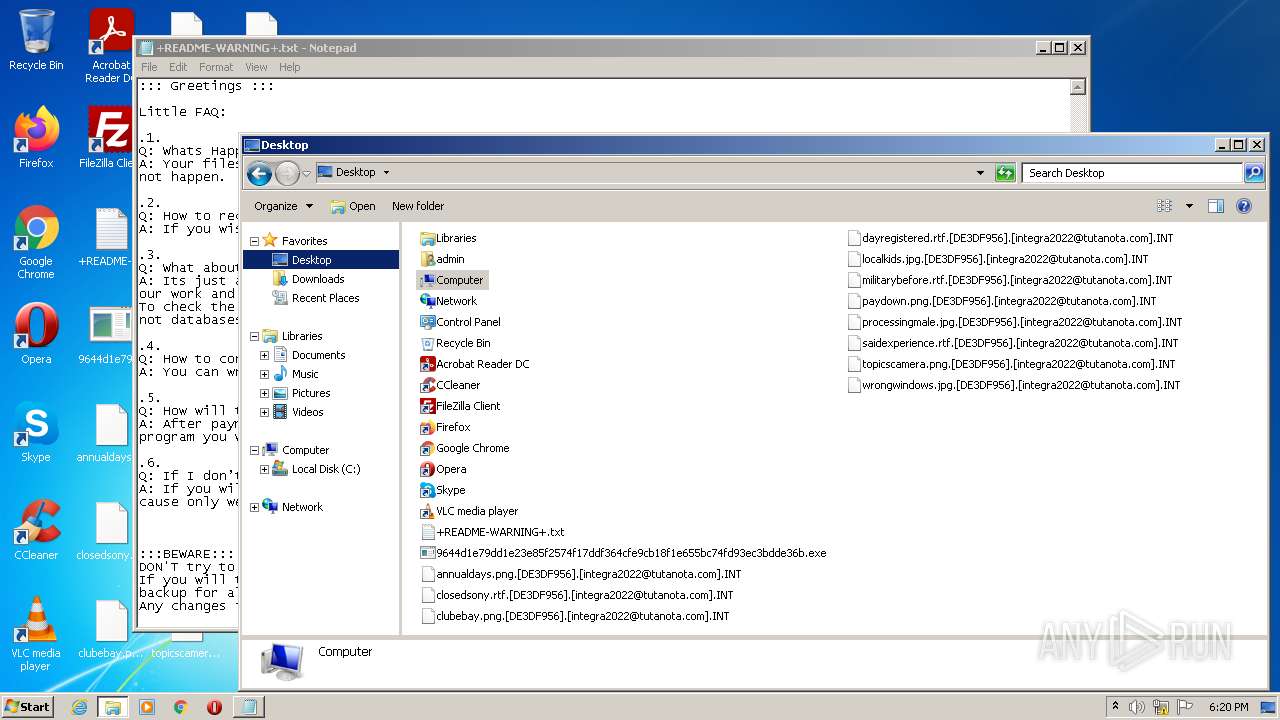 Recycle Bin
Acrobat
Reader DC
Firefox
FileZilla Clie
Google
Chrome
+README-
Opera
9644d1e79
Skype
annualdays
CCleaner
closedsony.
VLC media
player
clubebay.p...
topicscamer...
+README-WARNING+.txt - Notepad
File Edit Format View Help
::: Greetings :::
Little FAQ:
.1.
Q: Whats Hap
A: Your files
not happen.
.2.
Q: How to rec
A: If you wis
.3.
Q: What about
A: Its just a
our work and
To check the
not databases
.4.
Q: How to con
A: You can wr
.5.
Q: How will t
A: After paym
program you w
.6.
Q: If I don't
A: If you wil
cause only we
:::BEWARE:::
DON'T try to
If you will t
backup for al
Any changes
Desktop
Desktop
Search Desktop
Organize Open New folder
Favorites
Desktop
Downloads
Recent Places
Libraries
Documents
Music
Pictures
Videos
Computer
Local Disk (C:)
Network
Libraries
admin
Computer
Network
Control Panel
Recycle Bin
Acrobat Reader DC
CCleaner
FileZilla Client
Firefox
Google Chrome
Opera
Skype
VLC media player
+README-WARNING+.txt
annualdays.png.[DE3DF956].[integra2022@tutanota.com].INT
closedsony.rtf.[DE3DF956].[integra2022@tutanota.com].INT
clubebay.png.[DE3DF956].[integra2022@tutanota.com].INT
dayregistered.rtf.[DE3DF956].[integra2022@tutanota.com].INT
localkids.jpg.[DE3DF956].[integra2022@tutanota.com].INT
militarybefore.rtf.[DE3DF956].[integra2022@tutanota.com].INT
paydown.png.[DE3DF956].[integra2022@tutanota.com].INT
processingmale.jpg.[DE3DF956].[integra2022@tutanota.com].INT
saidexperience.rtf.[DE3DF956].[integra2022@tutanota.com].INT
topicscamera.png.[DE3DF956].[integra2022@tutanota.com].INT
wrongwindows.jpg.[DE3DF956].[integra2022@tutanota.com].INT
Computer
ANY RUN
Start
6:20 PM